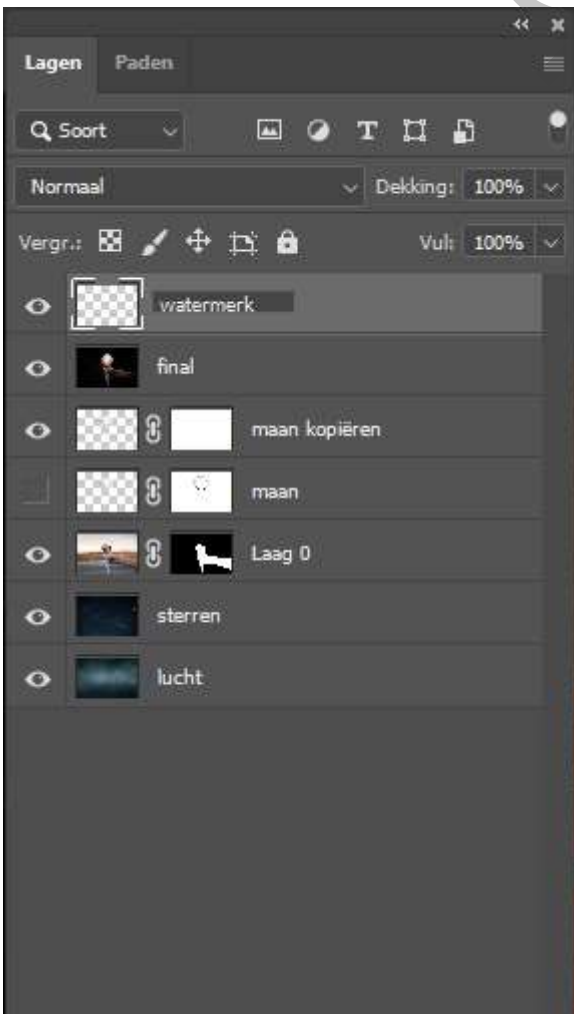 Lagen Paden
Soort
Normaal Dekking: 100%
Vergr.: Vul: 100%
watermerk
final
maan kopiëren
maan
Laag 0
sterren
lucht